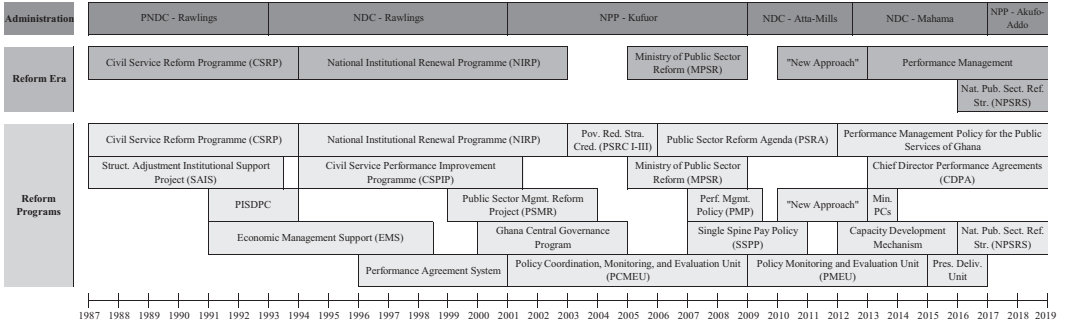 Administration
PNDC - Rawlings
NDC - Rawlings
NPP - Kufuor
NDC - Atta-Mills
NDC - Mahama
NPP - Akufo-
Addo
Reform Era
Civil Service Reform Programme (CSRP)
National Institutional Renewal Programme (NIRP)
Ministry of Public Sector
Reform (MPSR)
"New Approach"
Performance Management
Nat. Pub. Sect. Ref.
Str. (NPSRS)
Reform
Programs
Civil Service Reform Programme (CSRP)
National Institutional Renewal Programme (NIRP)
Pov. Red. Stra.
Cred. (PSRC I-III)
Public Sector Reform Agenda (PSRA)
Performance Management Policy for the Public
Services of Ghana
Struct. Adjustment Institutional Support
Project (SAIS)
Civil Service Performance Improvement
Programme (CSPIP)
Ministry of Public Sector
Reform (MPSR)
Chief Director Performance Agreements
(CDPA)
PISDPC
Public Sector Mgmt. Reform
Project (PSMR)
Perf. Mgmt.
Policy (PMP)
"New Approach"
Min.
PCs
Economic Management Support (EMS)
Ghana Central Governance
Program
Single Spine Pay Policy
(SSPP)
Capacity Development
Mechanism
Nat. Pub. Sect. Ref.
Str. (NPSRS)
Performance Agreement System
Policy Coordination, Monitoring, and Evaluation Unit
(PCMEU)
Policy Monitoring and Evaluation Unit
(PMEU)
Pres. Deliv.
Unit
1987 1988 1989 1990 1991 1992 1993 1994 1995 1996 1997 1998 1999 2000 2001 2002 2003 2004 2005 2006 2007 2008 2009 2010 2011 2012 2013 2014 2015 2016 2017 2018 2019